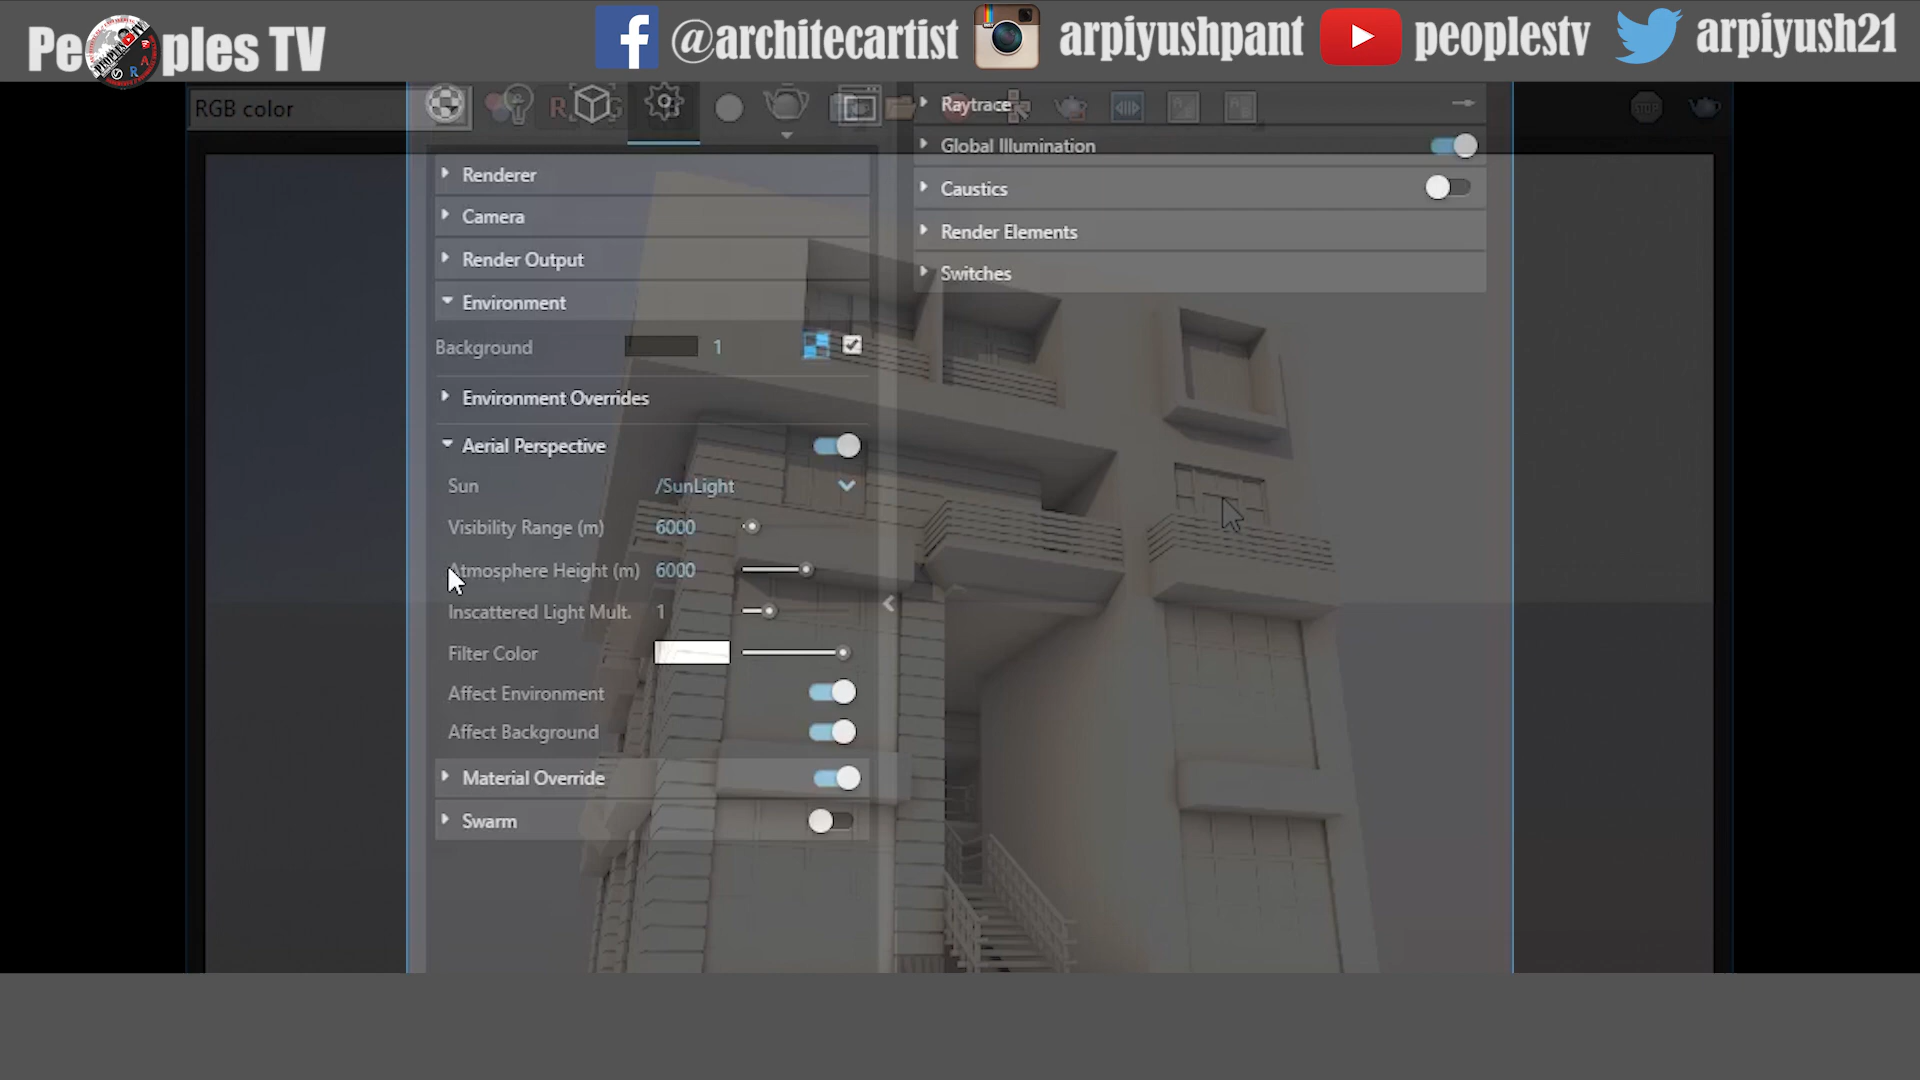 Peoples TV
@architecartist
arpiyushpant
peoplestv
arpiyush21
RGB color
Renderer
Camera
Render Output
Environment
Background 1
Environment Overrides
Aerial Perspective
Sun /SunLight
Visibility Range (m) 6000
Atmosphere Height (m) 6000
Inscattered Light Mult. 1
Filter Color
Affect Environment
Affect Background
Material Override
Swarm
Raytrace
Global Illumination
Caustics
Render Elements
Switches
STOP